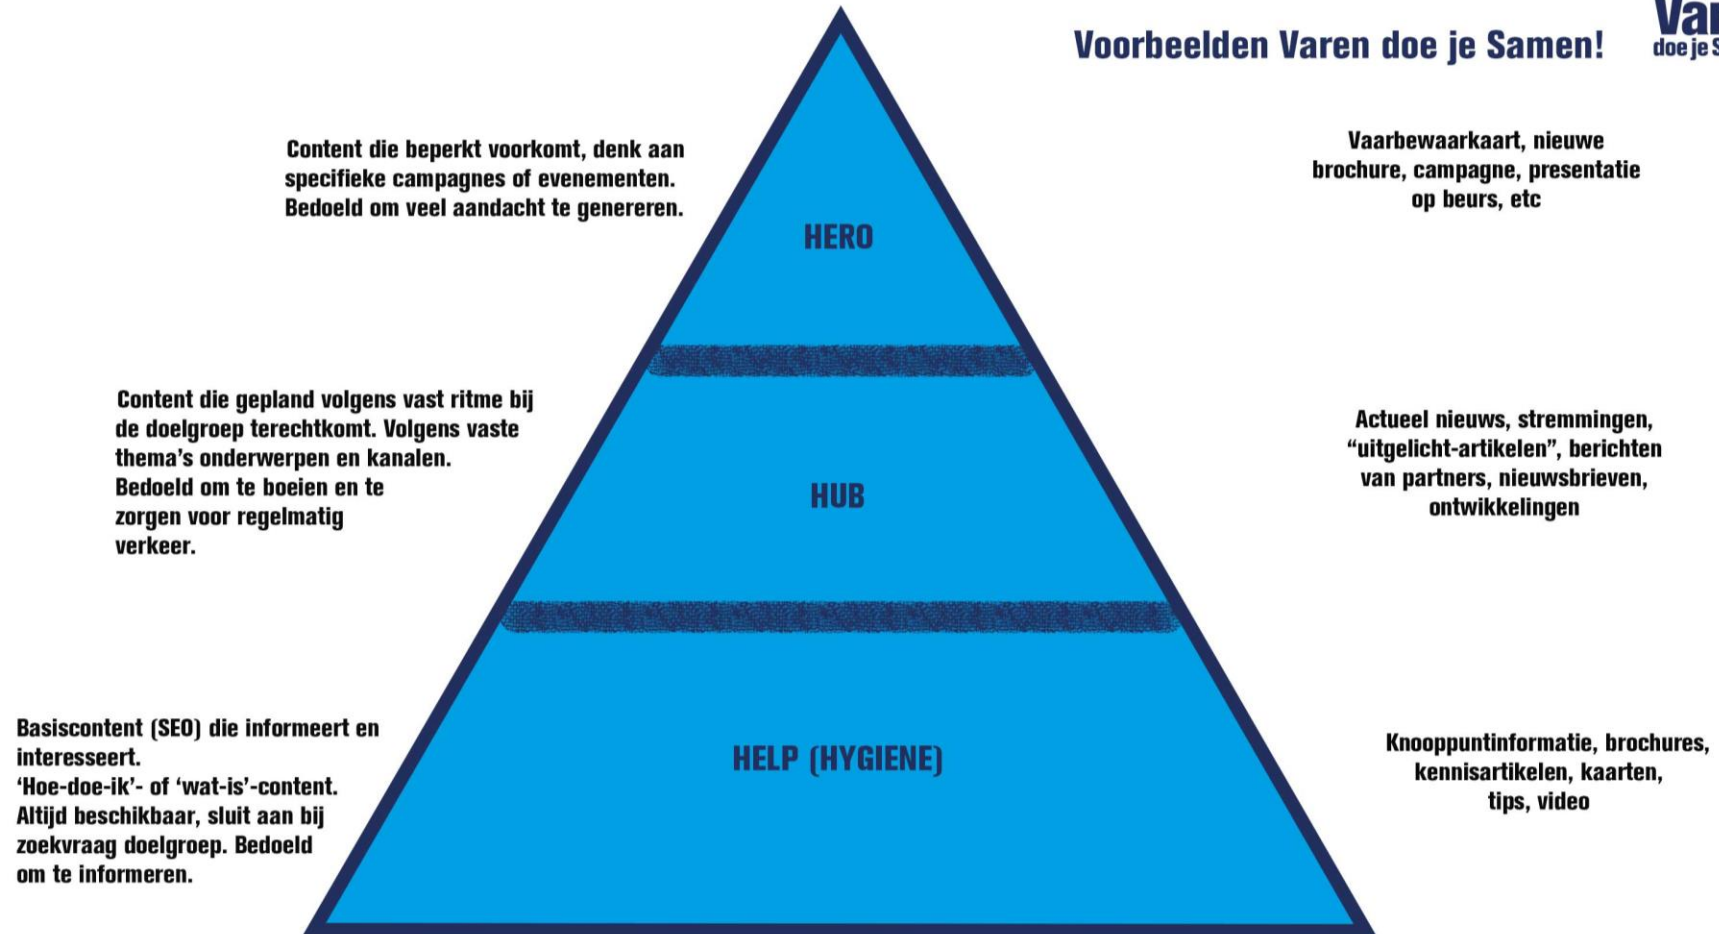 Voorbeelden Varen doe je Samen!
Content die beperkt voorkomt, denk aan
specifieke campagnes of evenementen.
Bedoeld om veel aandacht te genereren.
HERO
Vaarbewaarkaart, nieuwe
brochure, campagne, presentatie
op beurs, etc
Content die gepland volgens vast ritme bij
de doelgroep terechtkomt. Volgens vaste
thema’s onderwerpen en kanalen.
Bedoeld om te boeien en te
zorgen voor regelmatig
verkeer.
HUB
Actueel nieuws, stremmingen,
“uitgelicht-artikelen”, berichten
van partners, nieuwsbrieven,
ontwikkelingen
Basiscontent (SEO) die informeert en
interesseert.
‘Hoe-doe-ik’- of ‘wat-is’-content.
Altijd beschikbaar, sluit aan bij
zoekvraag doelgroep. Bedoeld
om te informeren.
HELP (HYGIENE)
Knooppuntinformatie, brochures,
kennisartikelen, kaarten,
tips, video
doe je